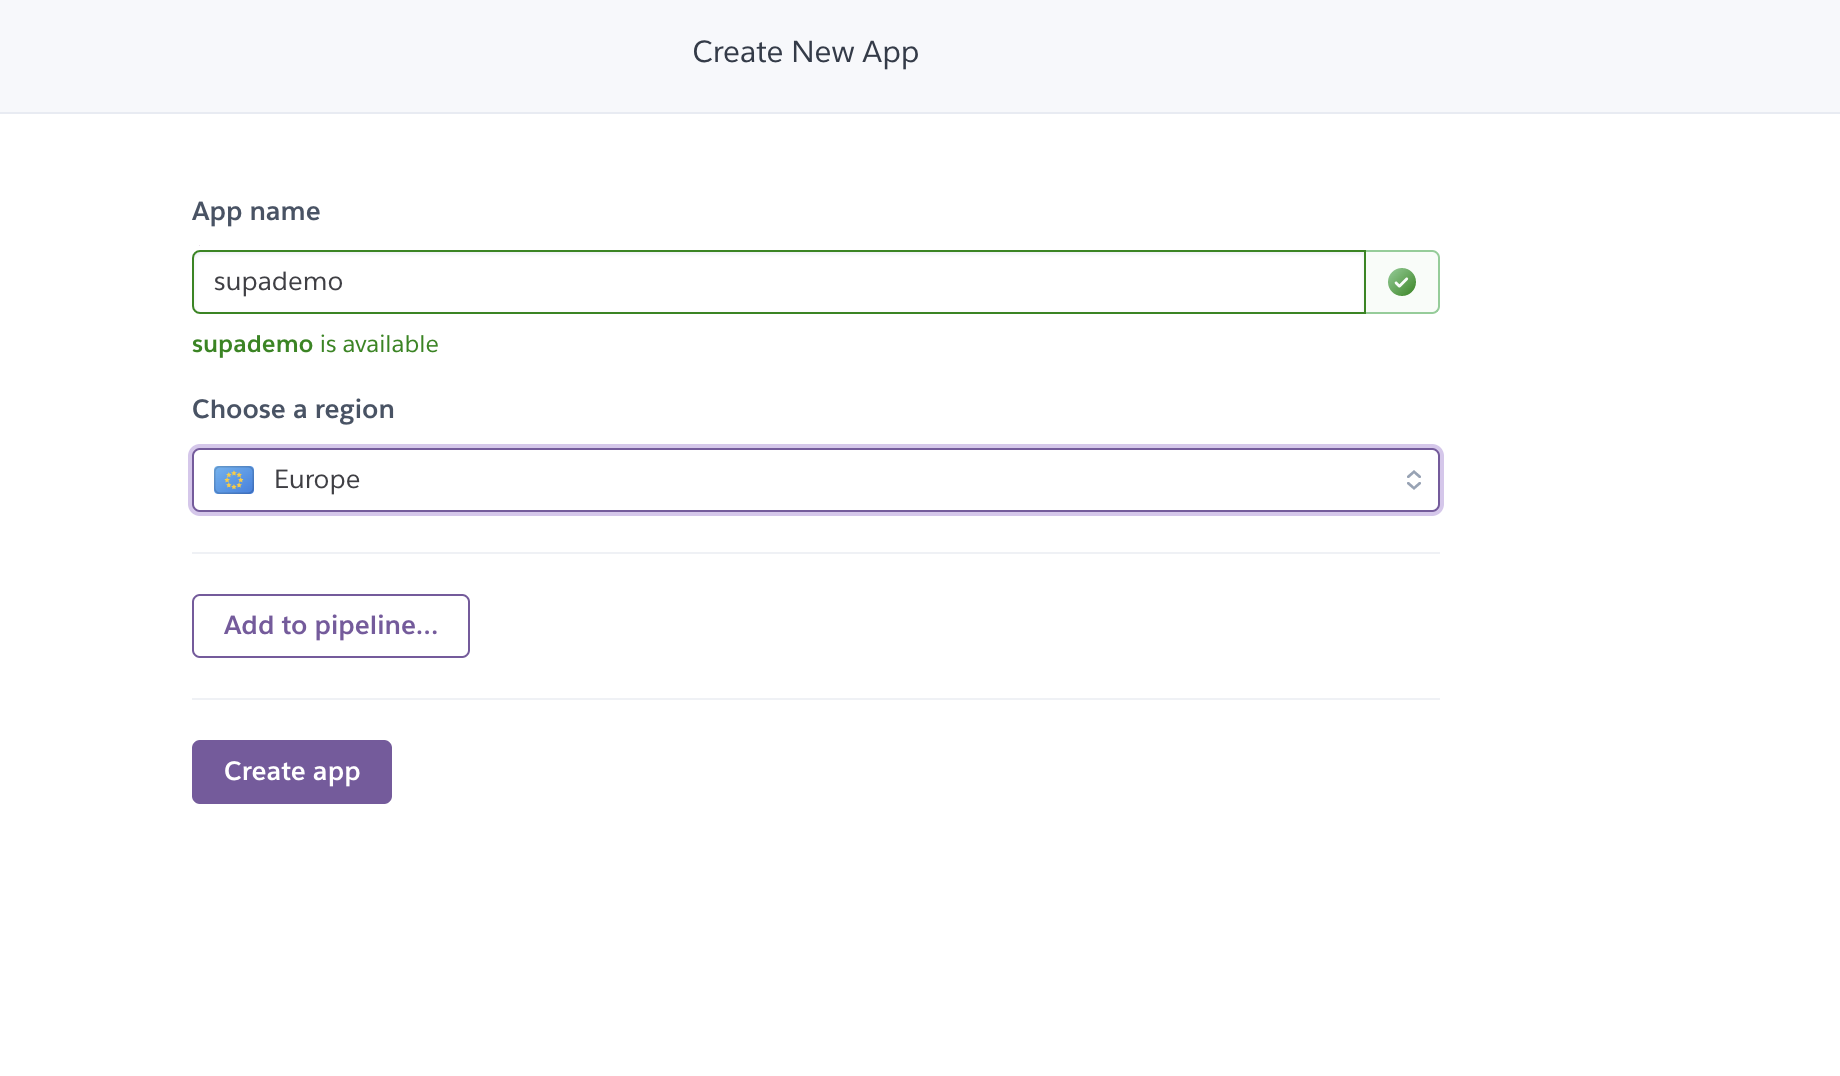 Create New App
App name
supademo
supademo is available
Choose a region
Europe
Add to pipeline...
Create app